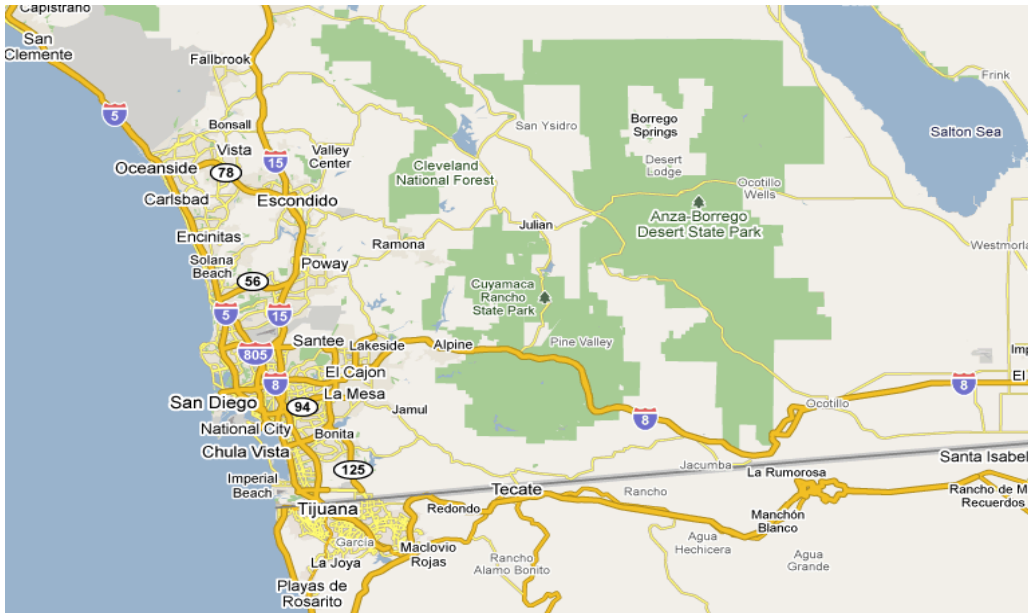 Capistrano
San
Clemente
Fallbrook
Frink
5
Bonsall
San Ysidro
Borrego
Springs
Salton Sea
Vista
15
Valley
Center
Oceanside
78
Cleveland
National Forest
Desert
Lodge
Carlsbad
Escondido
Ocotillo
Wells
Anza-Borrego
Desert State Park
Encinitas
Ramona
Julian
Westmorla
Solana
Beach
Poway
56
Cuyamaca
Rancho
State Park
5
15
Santee
Lakeside
Alpine
Pine Valley
805
Imp
El Cajon
8
8
El
La Mesa
San Diego
94
Jamul
8
Ocotillo
National City
Bonita
Chula Vista
125
Jacumba
La Rumorosa
Santa Isabel
Imperial
Beach
Tecate
Rancho
Rancho de M
Recuerdos
Tijuana
Redondo
Manchón
Blanco
García
Maclovio
Rojas
Agua
Hechicera
La Joya
Rancho
Alamo Bonito
Agua
Grande
Playas de
Rosarito